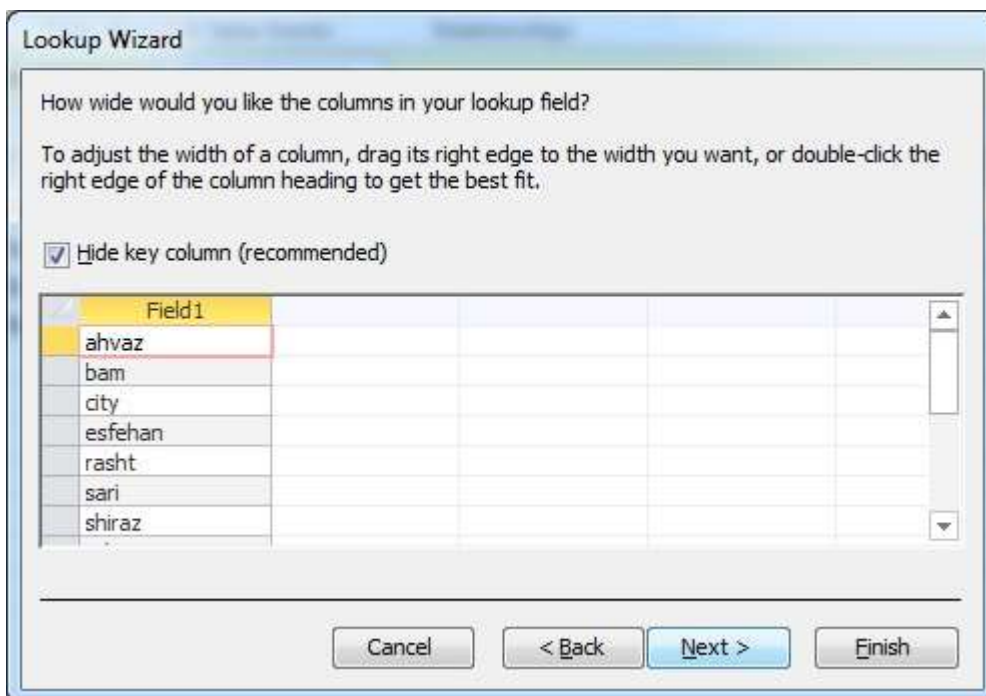 Lookup Wizard
How wide would you like the columns in your lookup field?
To adjust the width of a column, drag its right edge to the width you want, or double-click the
right edge of the column heading to get the best fit.
Hide key column (recommended)
Field1
ahvaz
bam
city
esfehan
rasht
sari
shiraz
Cancel
< Back
Next >
Finish